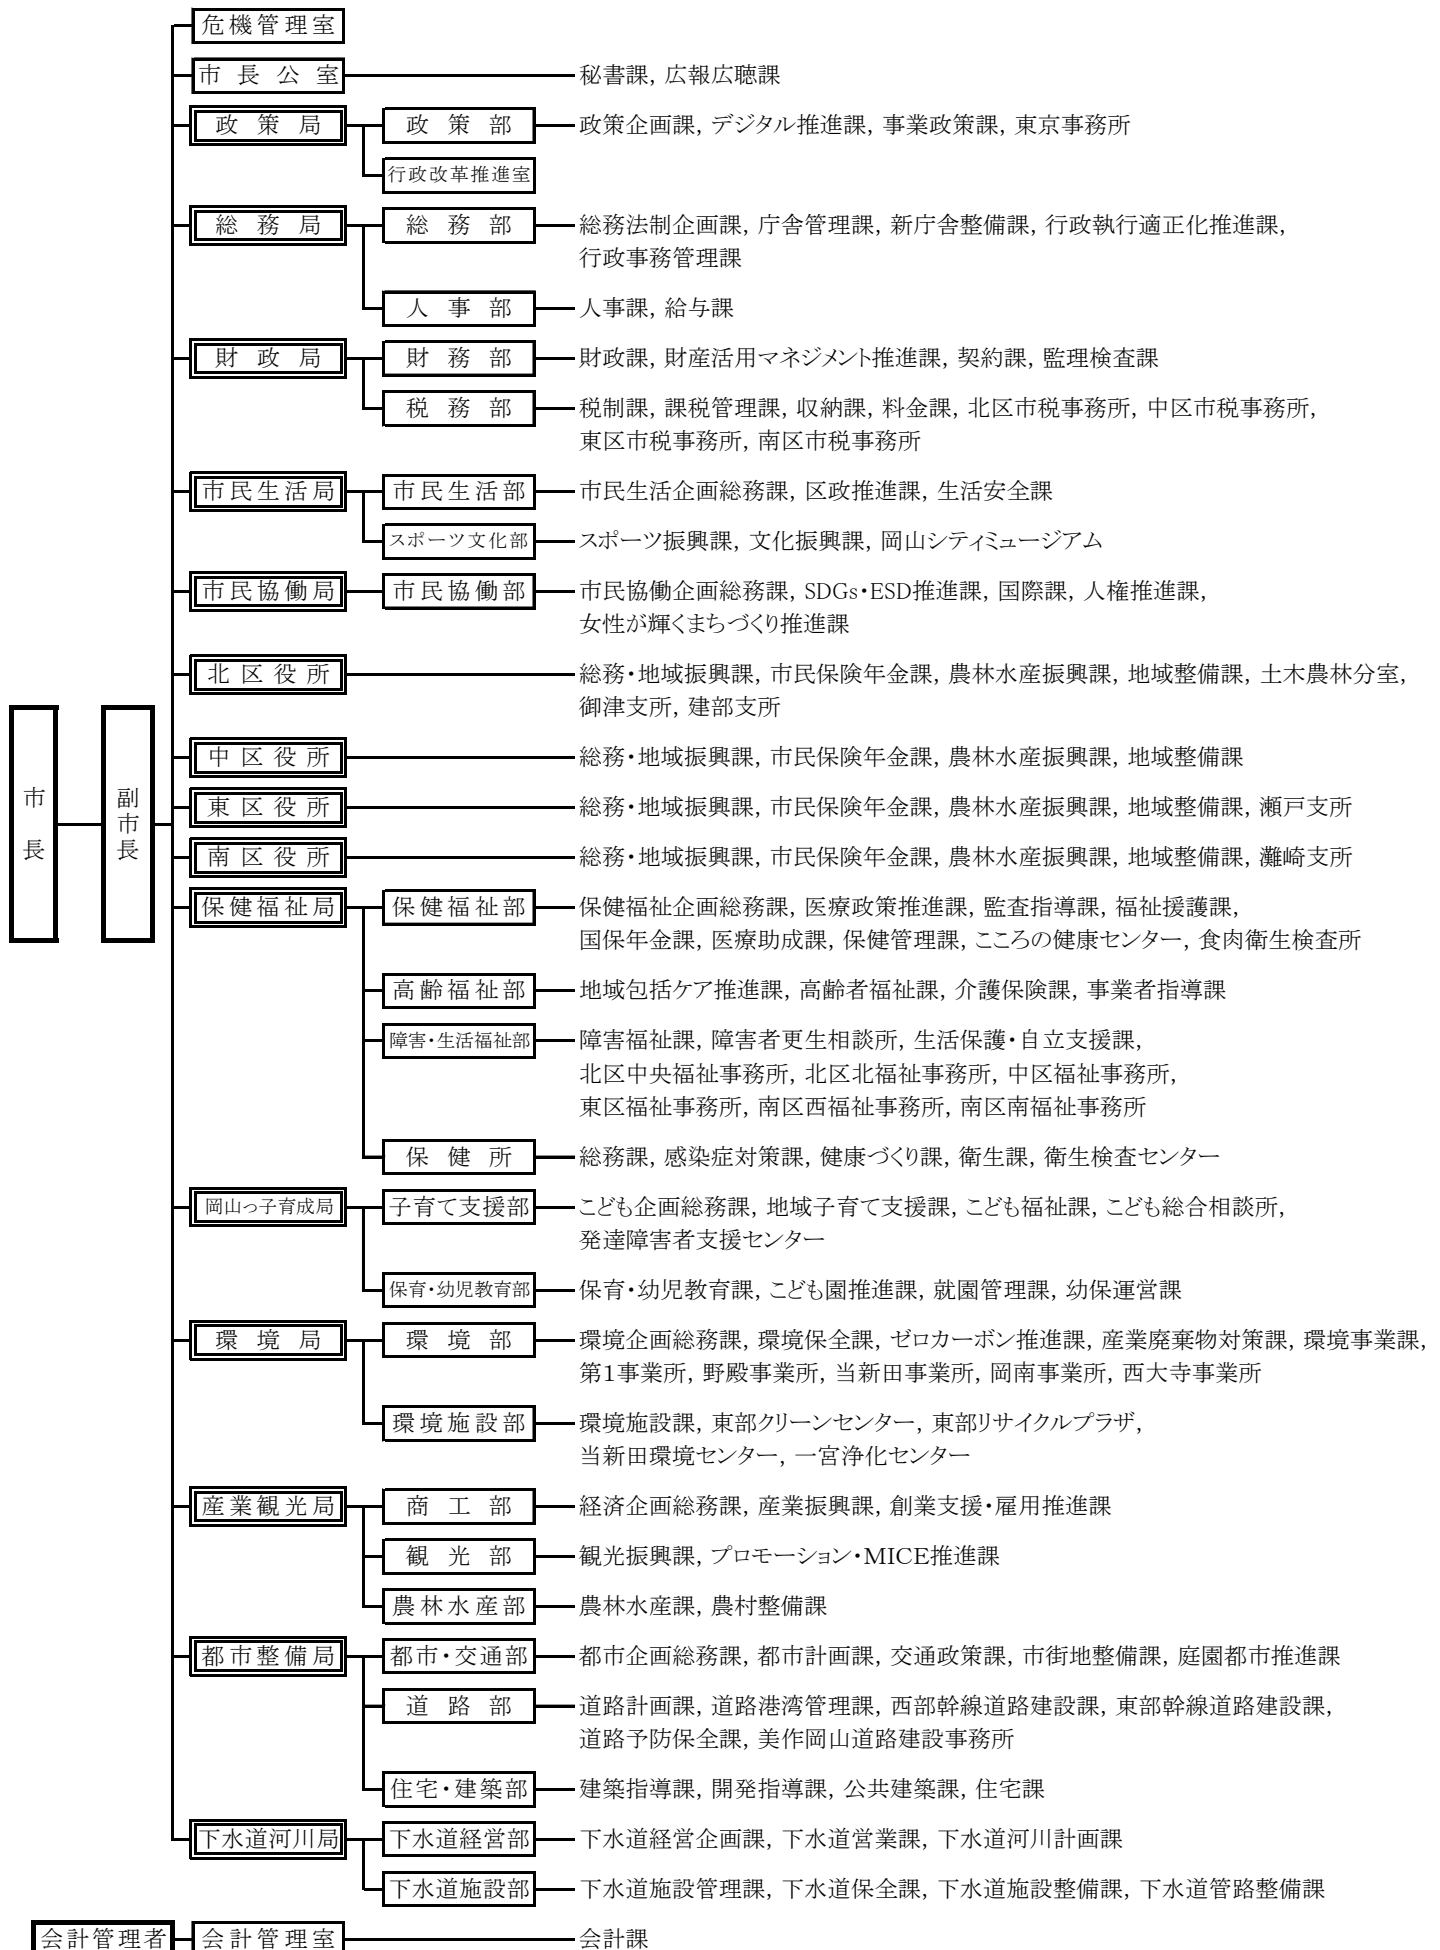 危機管理室
市長公室 秘書課, 広報広聴課
政策局 政策部 政策企画課, デジタル推進課, 事業政策課, 東京事務所
行政改革推進室
総務局 総務部 総務法制企画課, 庁舎管理課, 新庁舎整備課, 行政執行適正化推進課,
行政事務管理課
人事部 人事課, 給与課
財政局 財務部 財政課, 財産活用マネジメント推進課, 契約課, 監理検査課
税務部 税制課, 課税管理課, 収納課, 料金課, 北区市税事務所, 中区市税事務所,
東区市税事務所, 南区市税事務所
市民生活局 市民生活部 市民生活企画総務課, 区政推進課, 生活安全課
スポーツ文化部 スポーツ振興課, 文化振興課, 岡山シティミュージアム
市民協働局 市民協働部 市民協働企画総務課, SDGs・ESD推進課, 国際課, 人権推進課,
女性が輝くまちづくり推進課
北区役所 総務・地域振興課, 市民保険年金課, 農林水産振興課, 地域整備課, 土木農林分室,
御津支所, 建部支所
中区役所 総務・地域振興課, 市民保険年金課, 農林水産振興課, 地域整備課
市長 副市長 東区役所 総務・地域振興課, 市民保険年金課, 農林水産振興課, 地域整備課, 瀬戸支所
南区役所 総務・地域振興課, 市民保険年金課, 農林水産振興課, 地域整備課, 灘崎支所
保健福祉局 保健福祉部 保健福祉企画総務課, 医療政策推進課, 監査指導課, 福祉援護課,
国保年金課, 医療助成課, 保健管理課, こころの健康センター, 食肉衛生検査所
高齢福祉部 地域包括ケア推進課, 高齢者福祉課, 介護保険課, 事業者指導課
障害・生活福祉部 障害福祉課, 障害者更生相談所, 生活保護・自立支援課,
北区中央福祉事務所, 北区北福祉事務所, 中区福祉事務所,
東区福祉事務所, 南区西福祉事務所, 南区南福祉事務所
保健所 総務課, 感染症対策課, 健康づくり課, 衛生課, 衛生検査センター
岡山っ子育成局 子育て支援部 こども企画総務課, 地域子育て支援課, こども福祉課, こども総合相談所,
発達障害者支援センター
保育・幼児教育部 保育・幼児教育課, こども園推進課, 就園管理課, 幼保運営課
環境局 環境部 環境企画総務課, 環境保全課, ゼロカーボン推進課, 産業廃棄物対策課, 環境事業課,
第1事業所, 野殿事業所, 当新田事業所, 岡南事業所, 西大寺事業所
環境施設部 環境施設課, 東部クリーンセンター, 東部リサイクルプラザ,
当新田環境センター, 一宮浄化センター
産業観光局 商工部 経済企画総務課, 産業振興課, 創業支援・雇用推進課
観光部 観光振興課, プロモーション・MICE推進課
農林水産部 農林水産課, 農村整備課
都市整備局 都市・交通部 都市企画総務課, 都市計画課, 交通政策課, 市街地整備課, 庭園都市推進課
道路部 道路計画課, 道路港湾管理課, 西部幹線道路建設課, 東部幹線道路建設課,
道路予防保全課, 美作岡山道路建設事務所
住宅・建築部 建築指導課, 開発指導課, 公共建築課, 住宅課
下水道河川局 下水道経営部 下水道経営企画課, 下水道営業課, 下水道河川計画課
下水道施設部 下水道施設管理課, 下水道保全課, 下水道施設整備課, 下水道管路整備課
会計管理者 会計管理室 会計課